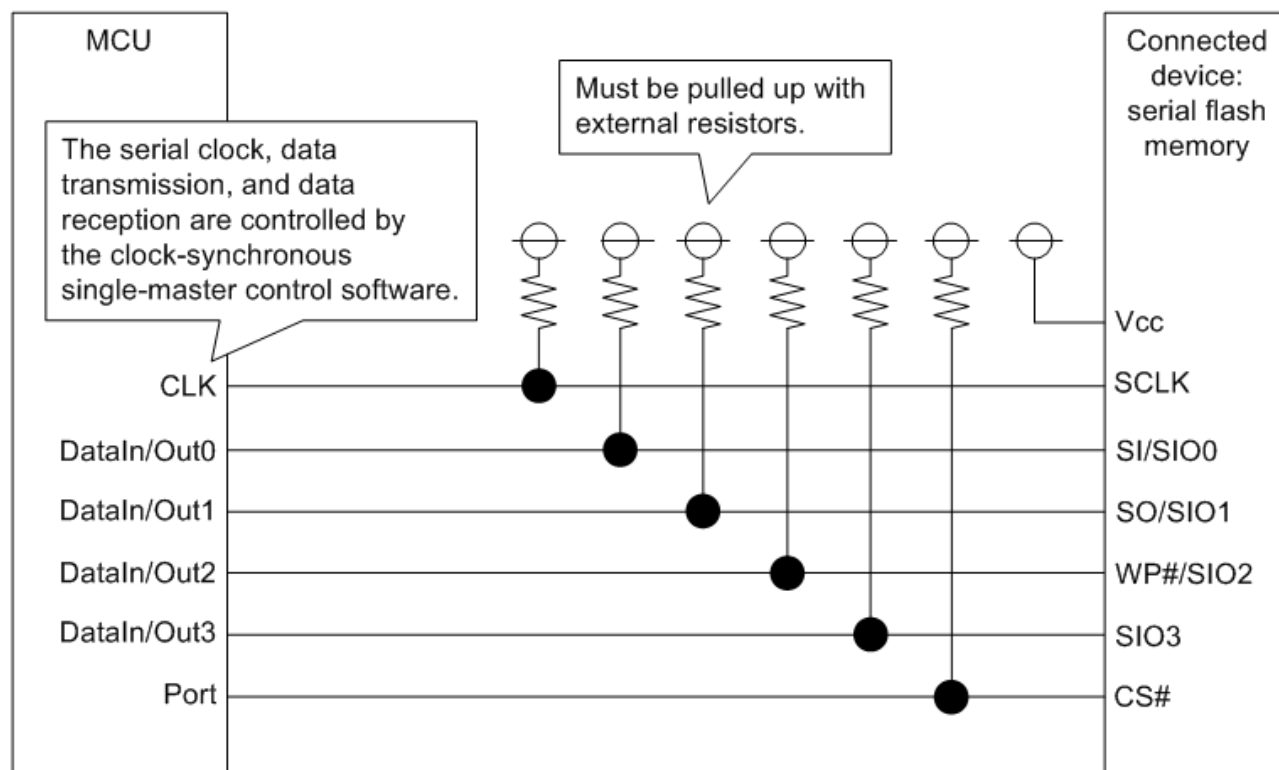 MCU
Connected
device:
serial flash
memory
Must be pulled up with
external resistors.
The serial clock, data
transmission, and data
reception are controlled by
the clock-synchronous
single-master control software.
Vcc
CLK
SCLK
DataIn/Out0
SI/SIO0
DataIn/Out1
SO/SIO1
DataIn/Out2
WP#/SIO2
DataIn/Out3
SIO3
Port
CS#